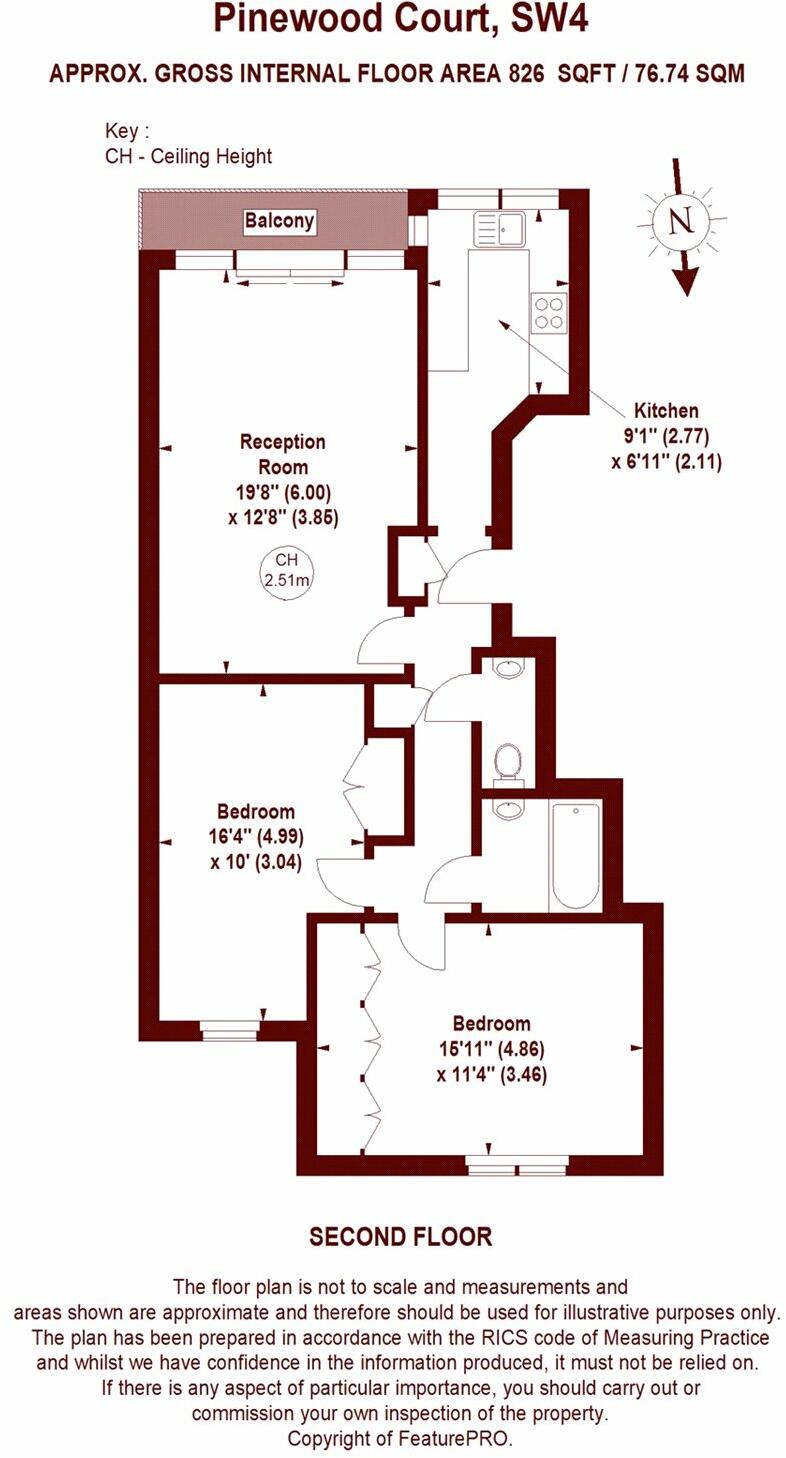 Pinewood Court, SW4
APPROX. GROSS INTERNAL FLOOR AREA 826 SQFT / 76.74 SQM
Key :
CH - Ceiling Height
Balcony
N
Kitchen
9'1" (2.77)
x 6'11" (2.11)
Reception
Room
19'8" (6.00)
x 12'8" (3.85)
CH
2.51m
Bedroom
16'4" (4.99)
x 10' (3.04)
Bedroom
15'11" (4.86)
x 11'4" (3.46)
SECOND FLOOR
The floor plan is not to scale and measurements and
areas shown are approximate and therefore should be used for illustrative purposes only.
The plan has been prepared in accordance with the RICS code of Measuring Practice
and whilst we have confidence in the information produced, it must not be relied on.
If there is any aspect of particular importance, you should carry out or
commission your own inspection of the property.
Copyright of FeaturePRO.